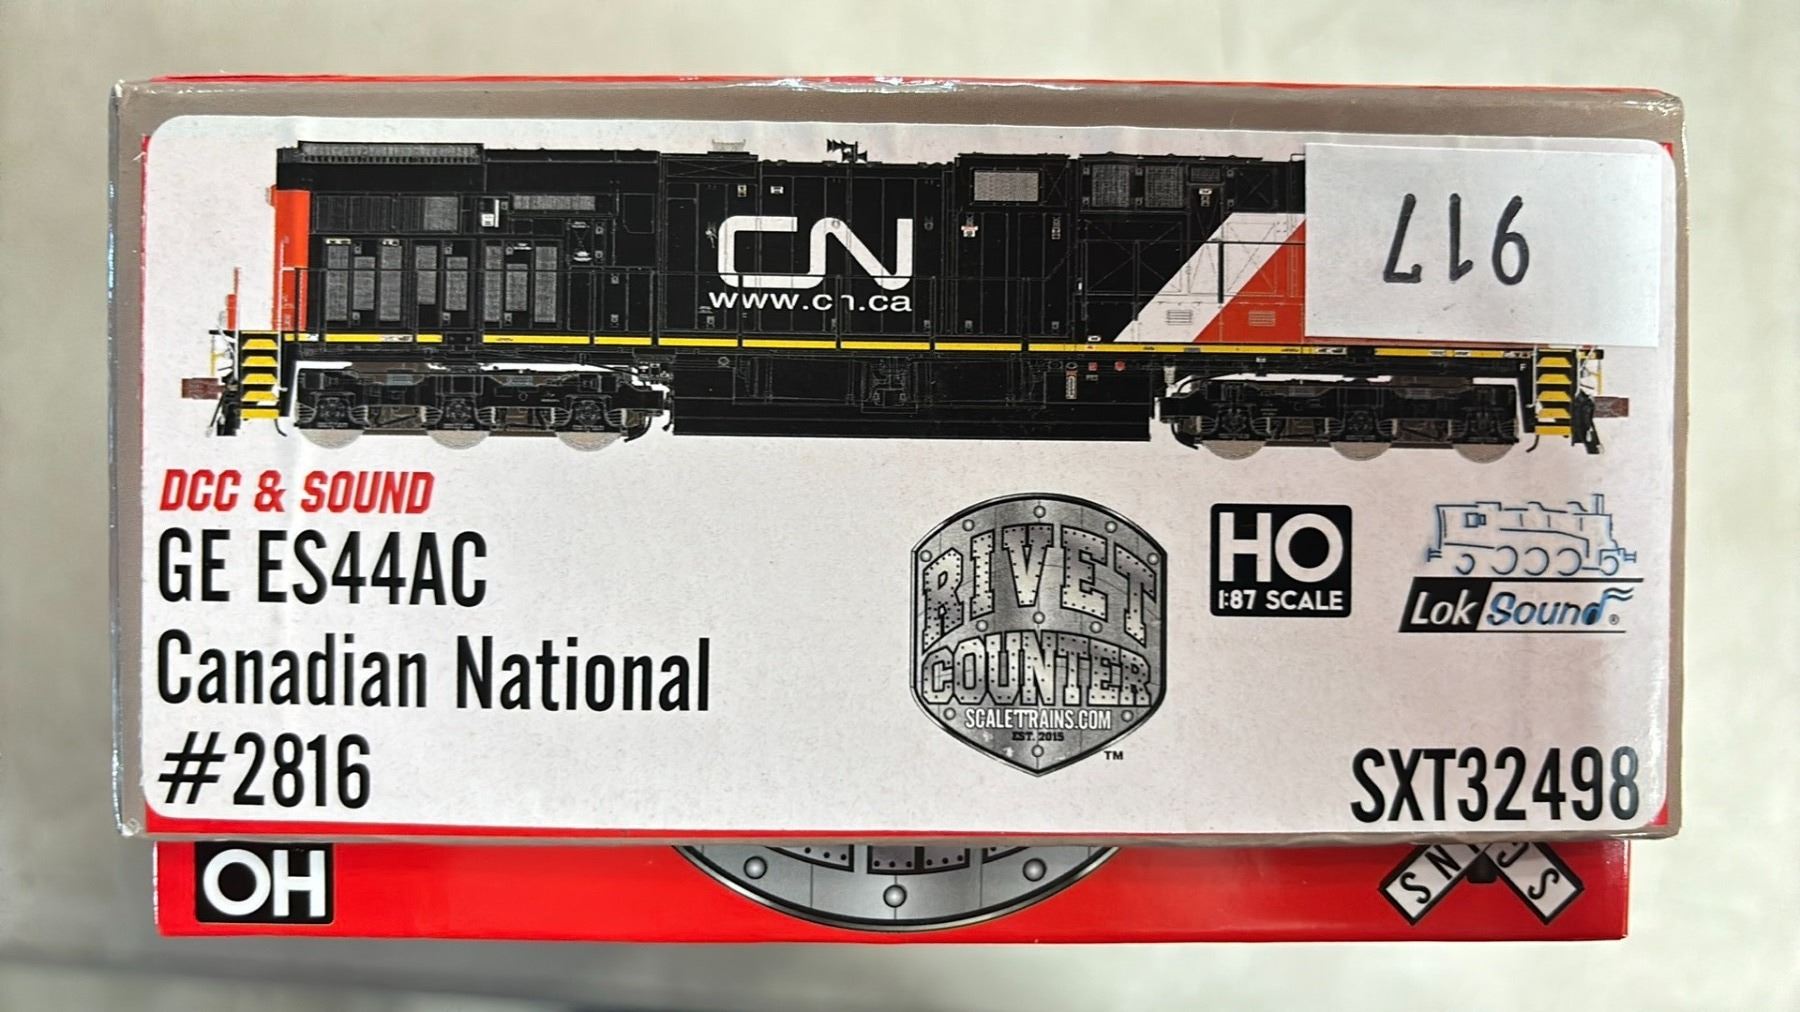 917
CN
www.cn.ca
DCC & SOUND
GE ES44AC
Canadian National
#2816
RIVET
COUNTER
SCALETRAINS.COM
EST. 2015
TM
HO
1:87 SCALE
LokSound®
SXT32498
HO